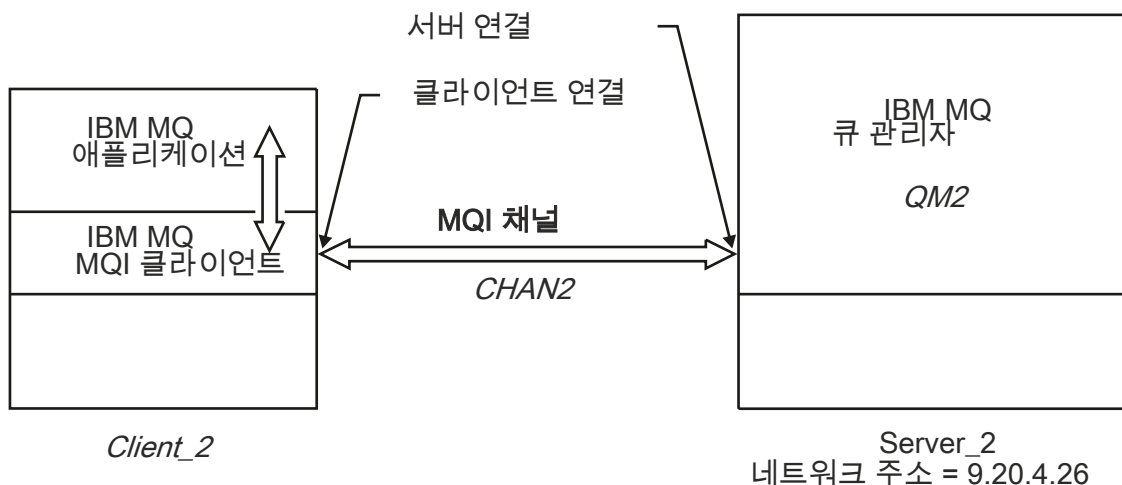 서버 연결
클라이언트 연결
IBM MQ
애플리케이션
IBM MQ
MQI 클라이언트
MQI 채널
CHAN2
IBM MQ
큐 관리자
QM2
Client_2
Server_2
네트워크 주소 = 9.20.4.26